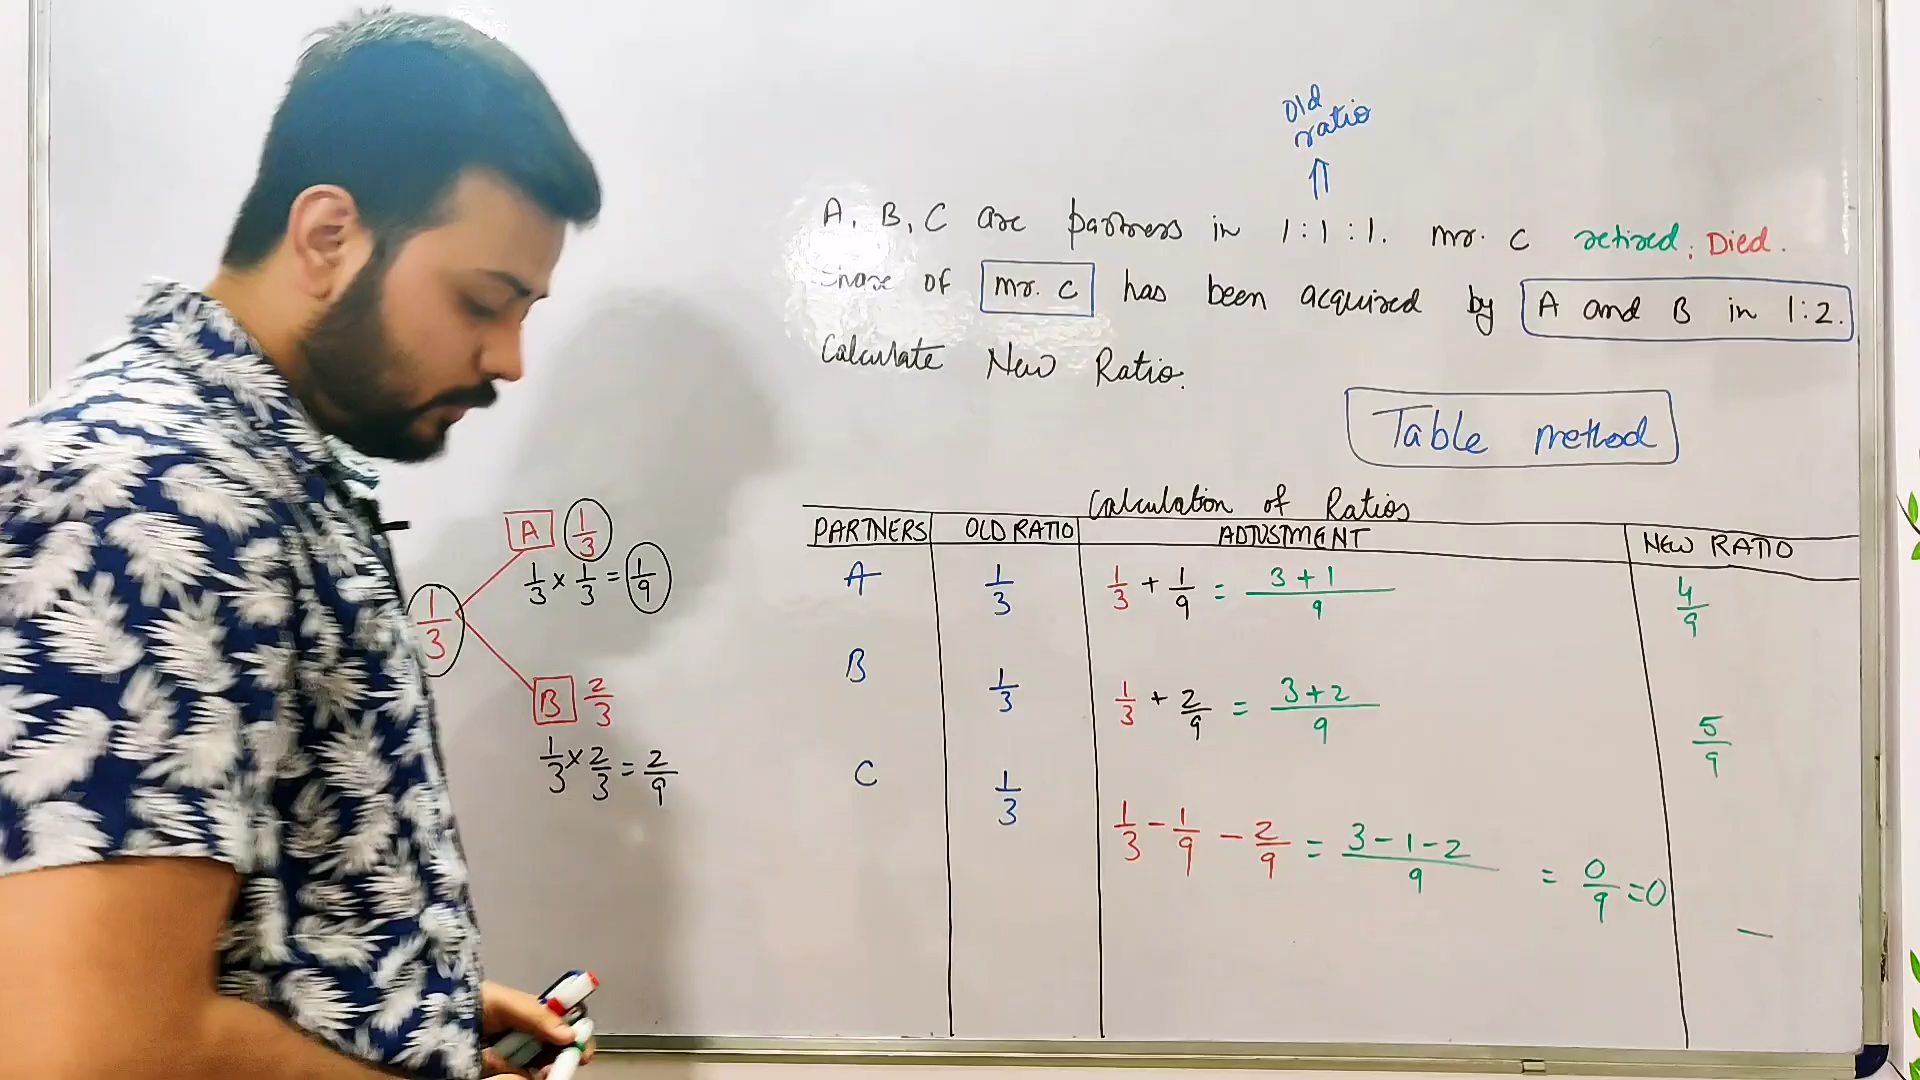 Old
ratio
⇑
A, B, C are partners in 1:1:1. Mr. C retired; Died.
Share of mr. C has been acquired by A and B in 1:2.
Calculate New Ratio.
Table method
Calculation of Ratios
PARTNERS OLD RATIO ADJUSTMENT NEW RATIO
A 1/3 1/3 + 1/9 = 3+1/9 4/9
B 1/3 1/3 + 2/9 = 3+2/9 5/9
C 1/3 1/3 - 1/9 - 2/9 = 3-1-2/9 = 0/9 = 0 —
1/3
A 1/3
1/3 × 1/3 = 1/9
B 2/3
1/3 × 2/3 = 2/9